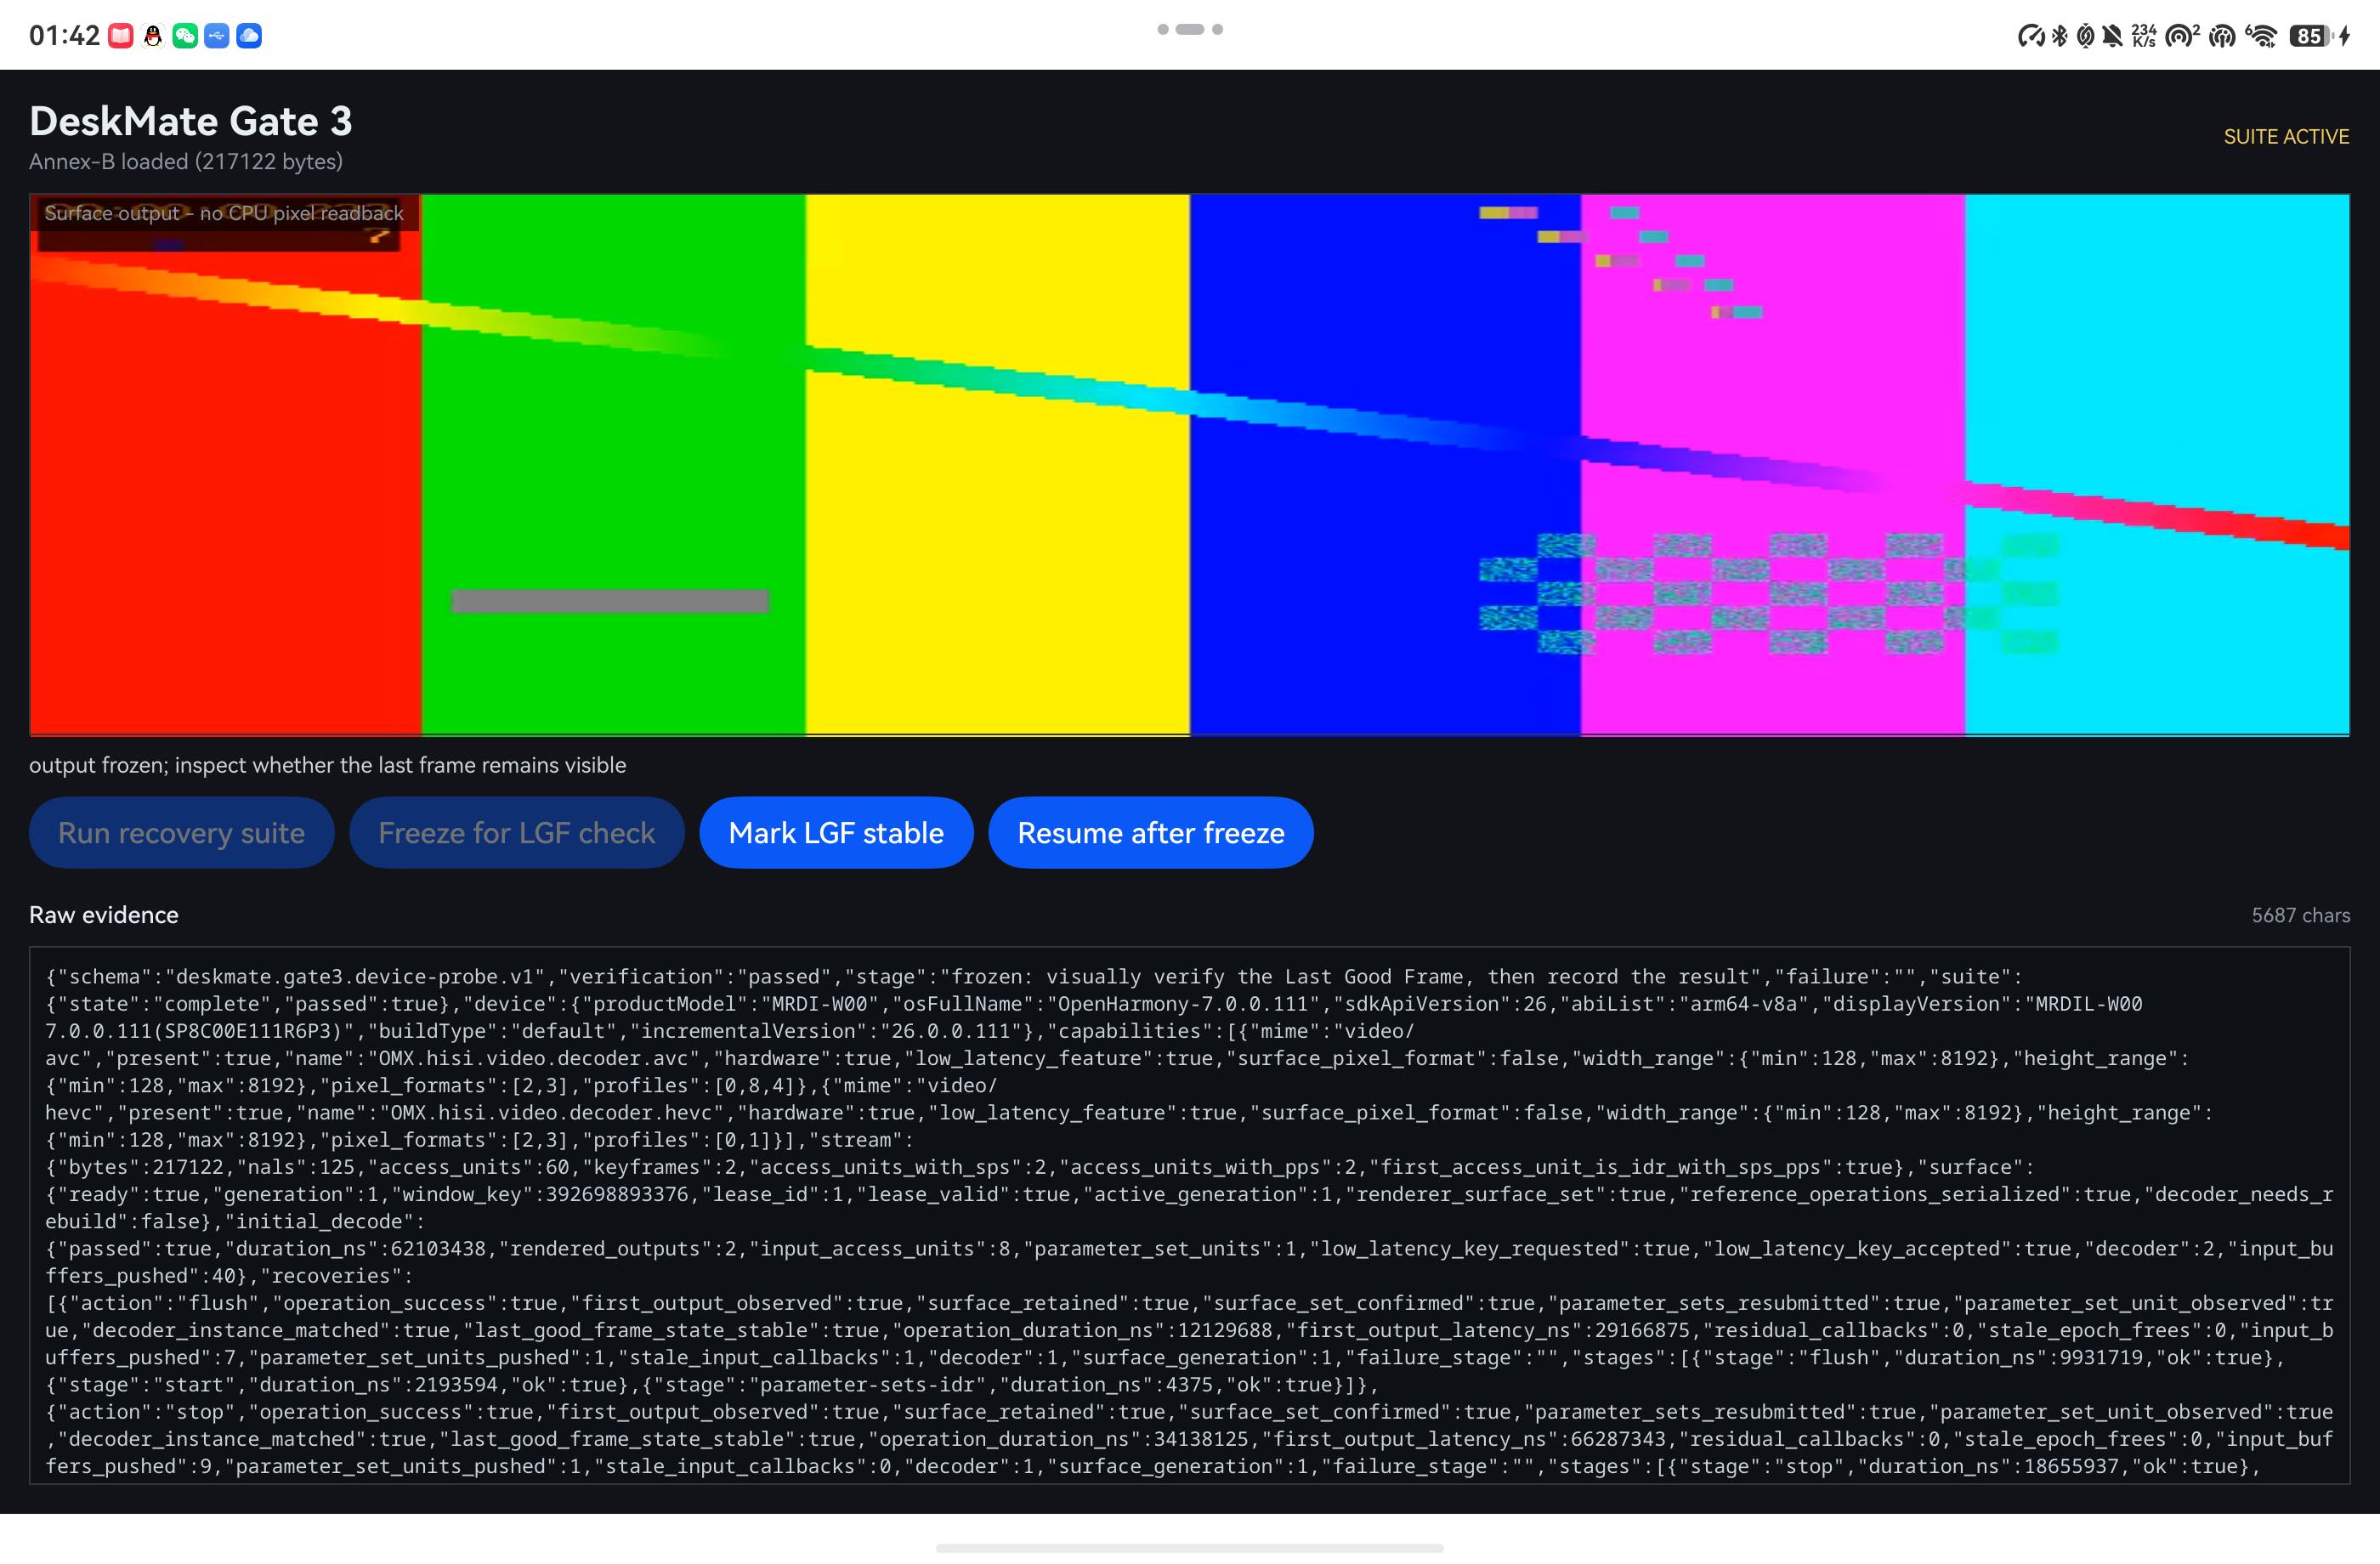 01:42
234 K/s
2
6
85
DeskMate Gate 3
Annex-B loaded (217122 bytes)
SUITE ACTIVE
Surface output - no CPU pixel readback
?
output frozen; inspect whether the last frame remains visible
Run recovery suite
Freeze for LGF check
Mark LGF stable
Resume after freeze
Raw evidence
5687 chars
{"schema":"deskmate.gate3.device-probe.v1","verification":"passed","stage":"frozen: visually verify the Last Good Frame, then record the result","failure":"","suite":
{"state":"complete","passed":true},"device":{"productModel":"MRDI-W00","osFullName":"OpenHarmony-7.0.0.111","sdkApiVersion":26,"abiList":"arm64-v8a","displayVersion":"MRDIL-W00
7.0.0.111(SP8C00E111R6P3)","buildType":"default","incrementalVersion":"26.0.0.111"},"capabilities":[{"mime":"video/
avc","present":true,"name":"OMX.hisi.video.decoder.avc","hardware":true,"low_latency_feature":true,"surface_pixel_format":false,"width_range":{"min":128,"max":8192},"height_range":
{"min":128,"max":8192},"pixel_formats":[2,3],"profiles":[0,8,4]},{"mime":"video/
hevc","present":true,"name":"OMX.hisi.video.decoder.hevc","hardware":true,"low_latency_feature":true,"surface_pixel_format":false,"width_range":{"min":128,"max":8192},"height_range":
{"min":128,"max":8192},"pixel_formats":[2,3],"profiles":[0,1]}],"stream":
{"bytes":217122,"nals":125,"access_units":60,"keyframes":2,"access_units_with_sps":2,"access_units_with_pps":2,"first_access_unit_is_idr_with_sps_pps":true},"surface":
{"ready":true,"generation":1,"window_key":392698893376,"lease_id":1,"lease_valid":true,"active_generation":1,"renderer_surface_set":true,"reference_operations_serialized":true,"decoder_needs_r
ebuild":false},"initial_decode":
{"passed":true,"duration_ns":62103438,"rendered_outputs":2,"input_access_units":8,"parameter_set_units":1,"low_latency_key_requested":true,"low_latency_key_accepted":true,"decoder":2,"input_bu
ffers_pushed":40},"recoveries":
[{"action":"flush","operation_success":true,"first_output_observed":true,"surface_retained":true,"surface_set_confirmed":true,"parameter_sets_resubmitted":true,"parameter_set_unit_observed":tr
ue,"decoder_instance_matched":true,"last_good_frame_state_stable":true,"operation_duration_ns":12129688,"first_output_latency_ns":29166875,"residual_callbacks":0,"stale_epoch_frees":0,"input_b
uffers_pushed":7,"parameter_set_units_pushed":1,"stale_input_callbacks":1,"decoder":1,"surface_generation":1,"failure_stage":"","stages":[{"stage":"flush","duration_ns":9931719,"ok":true},
{"stage":"start","duration_ns":2193594,"ok":true},{"stage":"parameter-sets-idr","duration_ns":4375,"ok":true}]},
{"action":"stop","operation_success":true,"first_output_observed":true,"surface_retained":true,"surface_set_confirmed":true,"parameter_sets_resubmitted":true,"parameter_set_unit_observed":true
,"decoder_instance_matched":true,"last_good_frame_state_stable":true,"operation_duration_ns":34138125,"first_output_latency_ns":66287343,"residual_callbacks":0,"stale_epoch_frees":0,"input_buf
fers_pushed":9,"parameter_set_units_pushed":1,"stale_input_callbacks":0,"decoder":1,"surface_generation":1,"failure_stage":"","stages":[{"stage":"stop","duration_ns":18655937,"ok":true},